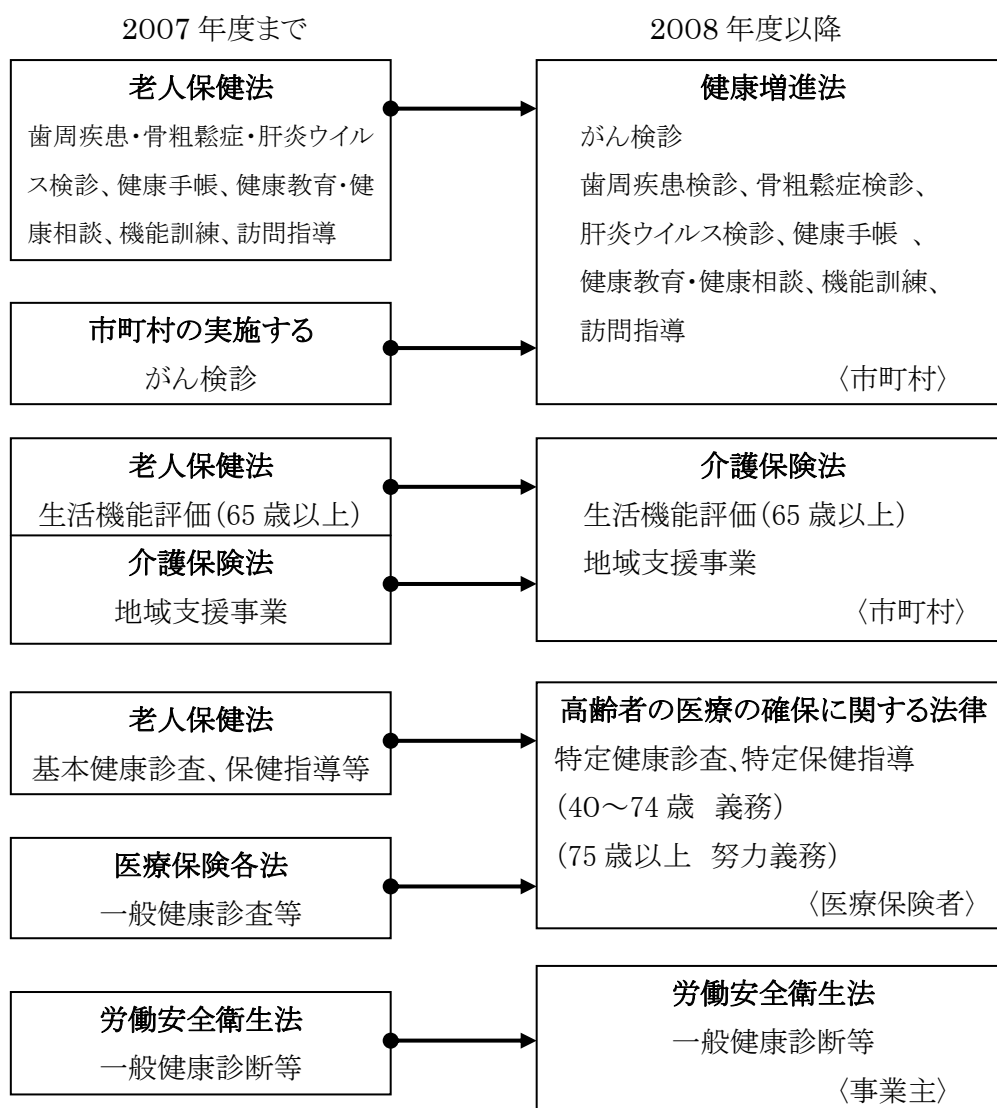 2007 年度まで
2008 年度以降
老人保健法
歯周疾患・骨粗鬆症・肝炎ウイル
ス検診、健康手帳、健康教育・健
康相談、機能訓練、訪問指導
市町村の実施する
がん検診
健康増進法
がん検診
歯周疾患検診、骨粗鬆症検診、
肝炎ウイルス検診、健康手帳 、
健康教育・健康相談、機能訓練、
訪問指導
〈市町村〉
老人保健法
生活機能評価(65 歳以上)
介護保険法
地域支援事業
介護保険法
生活機能評価(65 歳以上)
地域支援事業
〈市町村〉
老人保健法
基本健康診査、保健指導等
医療保険各法
一般健康診査等
高齢者の医療の確保に関する法律
特定健康診査、特定保健指導
(40～74 歳 義務)
(75 歳以上 努力義務)
〈医療保険者〉
労働安全衛生法
一般健康診断等
労働安全衛生法
一般健康診断等
〈事業主〉